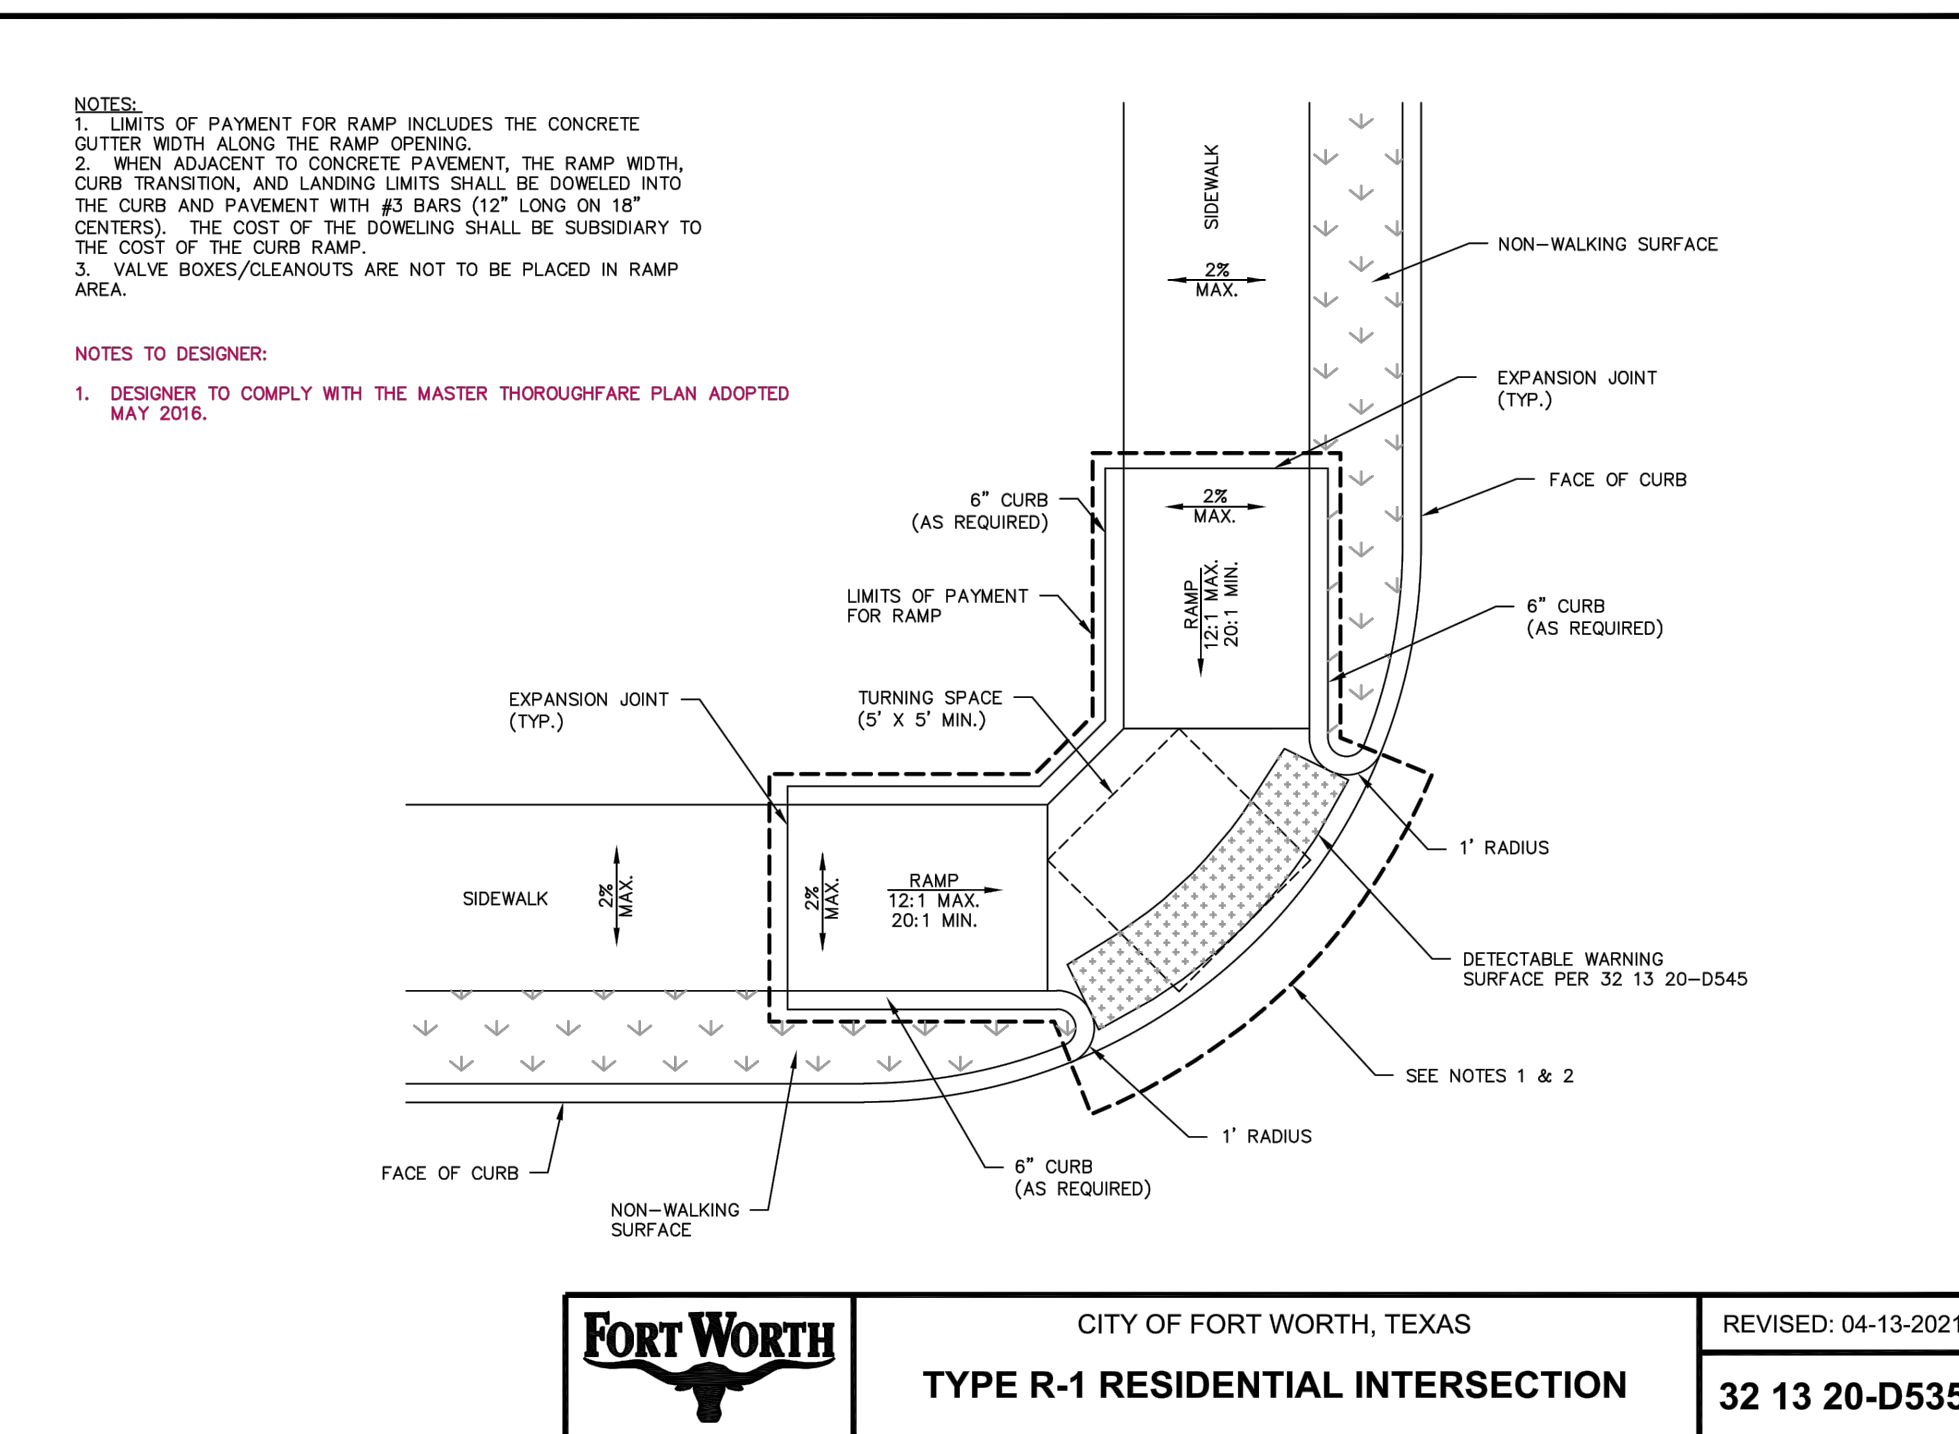 NOTES:
1. LIMITS OF PAYMENT FOR RAMP INCLUDES THE CONCRETE
GUTTER WIDTH ALONG THE RAMP OPENING.
2. WHEN ADJACENT TO CONCRETE PAVEMENT, THE RAMP WIDTH,
CURB TRANSITION, AND LANDING LIMITS SHALL BE DOWELED INTO
THE CURB AND PAVEMENT WITH #3 BARS (12" LONG ON 18"
CENTERS). THE COST OF THE DOWELING SHALL BE SUBSIDIARY TO
THE COST OF THE CURB RAMP.
3. VALVE BOXES/CLEANOUTS ARE NOT TO BE PLACED IN RAMP
AREA.
NOTES TO DESIGNER:
1. DESIGNER TO COMPLY WITH THE MASTER THOROUGHFARE PLAN ADOPTED
MAY 2016.
SIDEWALK
2%
MAX.
NON-WALKING SURFACE
EXPANSION JOINT
(TYP.)
FACE OF CURB
6" CURB
(AS REQUIRED)
2%
MAX.
LIMITS OF PAYMENT
FOR RAMP
RAMP
12:1 MAX.
20:1 MIN.
6" CURB
(AS REQUIRED)
EXPANSION JOINT
(TYP.)
TURNING SPACE
(5' X 5' MIN.)
1' RADIUS
SIDEWALK
2%
MAX.
2%
MAX.
RAMP
12:1 MAX.
20:1 MIN.
DETECTABLE WARNING
SURFACE PER 32 13 20-D545
SEE NOTES 1 & 2
1' RADIUS
FACE OF CURB
6" CURB
(AS REQUIRED)
NON-WALKING
SURFACE
FORT WORTH
CITY OF FORT WORTH, TEXAS
TYPE R-1 RESIDENTIAL INTERSECTION
REVISED: 04-13-2021
32 13 20-D535